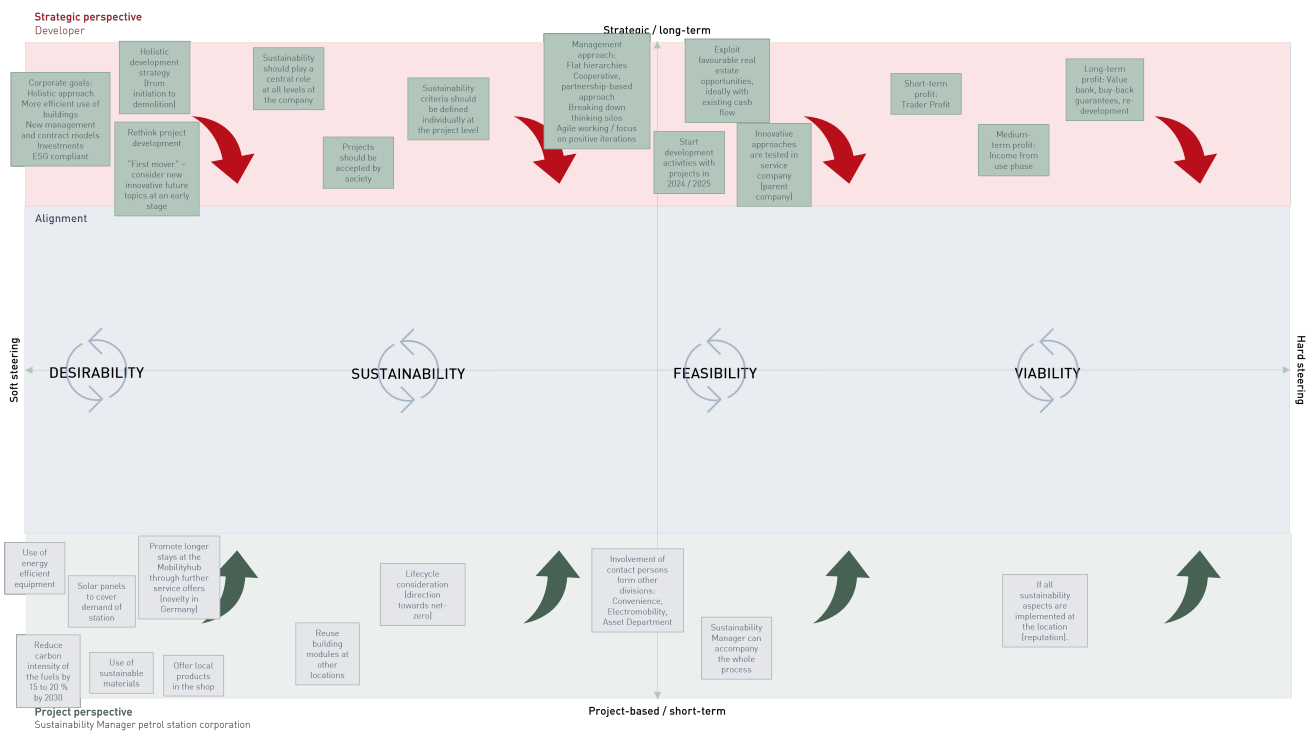 Strategic perspective
Developer
Strategic / long-term
Corporate goals:
Holistic approach
More efficient use of
buildings
New management
and contract models
Investments
ESG compliant
Holistic
development
strategy
(from
initiation to
demolition)
Rethink project
development
"First mover" –
consider new
innovative future
topics at an early
stage
Sustainability
should play a
central role
at all levels of
the company
Projects
should be
accepted by
society
Sustainability
criteria should
be defined
individually at
the project level
Management
approach:
Flat hierarchies
Cooperative,
partnership-based
approach
Breaking down
thinking silos
Agile working / focus
on positive iterations
Exploit
favourable real
estate
opportunities,
ideally with
existing cash
flow
Start
development
activities with
projects in
2024 / 2025
Innovative
approaches
are tested in
service
company
(parent
company)
Short-term
profit:
Trader Profit
Medium-
term profit:
Income from
use phase
Long-term
profit: Value
bank, buy-back
guarantees, re-
development
Alignment
Soft steering
DESIRABILITY
SUSTAINABILITY
FEASIBILITY
VIABILITY
Hard steering
Use of
energy
efficient
equipment
Solar panels
to cover
demand of
station
Promote longer
stays at the
Mobilityhub
through further
service offers
(novelty in
Germany)
Reduce
carbon
intensity of
the fuels by
15 to 20 %
by 2030
Use of
sustainable
materials
Offer local
products
in the shop
Reuse
building
modules at
other
locations
Lifecycle
consideration
(direction
towards net-
zero)
Involvement of
contact persons
form other
divisions:
Convenience,
Electromobility,
Asset Department
Sustainability
Manager can
accompany
the whole
process
If all
sustainability
aspects are
implemented at
the location
(reputation).
Project perspective
Sustainability Manager petrol station corporation
Project-based / short-term